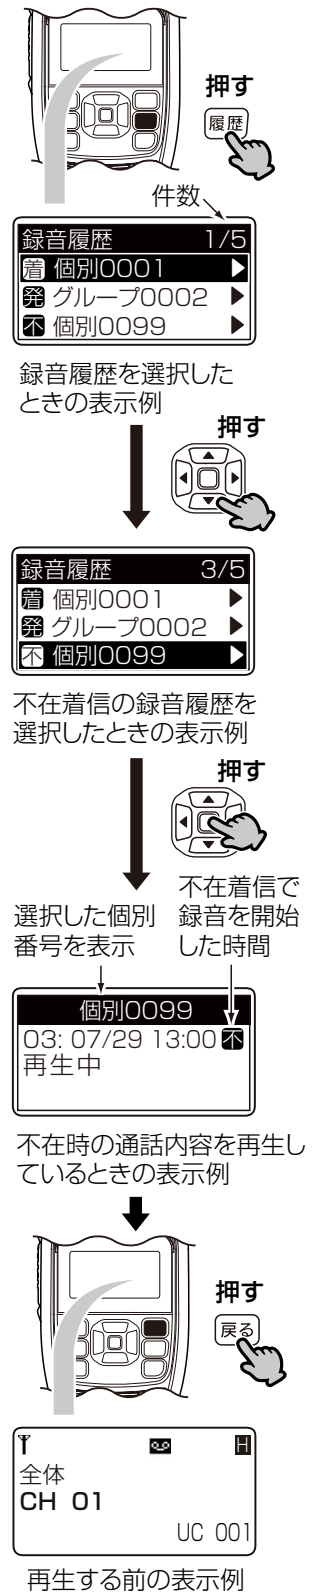 押す
履歴
件数
録音履歴 1/5
着 個別0001 ▶
発 グループ0002 ▶
不 個別0099 ▶
録音履歴を選択した
ときの表示例
押す
録音履歴 3/5
着 個別0001 ▶
発 グループ0002 ▶
不 個別0099 ▶
不在着信の録音履歴を
選択したときの表示例
押す
選択した個別
番号を表示
不在着信で
録音を開始
した時間
個別0099
03: 07/29 13:00 不
再生中
不在時の通話内容を再生し
ているときの表示例
押す
戻る
H
全体
CH 01
UC 001
再生する前の表示例